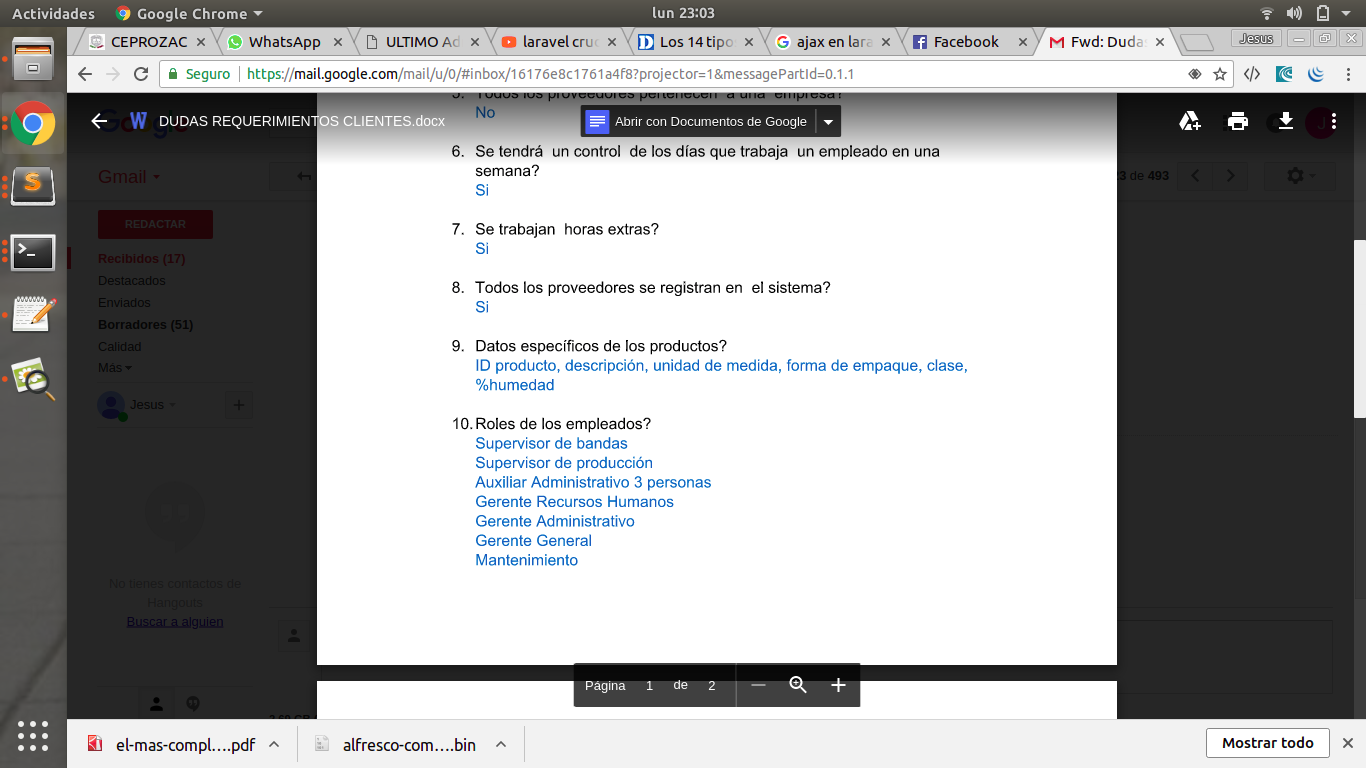 Actividades
Google Chrome
lun 23:03
CEPROZAC
WhatsApp
ULTIMO Ad
laravel cruc
Los 14 tipo
ajax en lara
Facebook
Fwd: Dudas
Jesus
Seguro
https://mail.google.com/mail/u/0/#inbox/16176e8c1761a4f8?projector=1&messagePartId=0.1.1
5. Todos los proveedores pertenecen a una empresa?
No
DUDAS REQUERIMIENTOS CLIENTES.docx
Abrir con Documentos de Google
6. Se tendrá un control de los días que trabaja un empleado en una
semana?
Si
7. Se trabajan horas extras?
Si
8. Todos los proveedores se registran en el sistema?
Si
9. Datos específicos de los productos?
ID producto, descripción, unidad de medida, forma de empaque, clase,
%humedad
10. Roles de los empleados?
Supervisor de bandas
Supervisor de producción
Auxiliar Administrativo 3 personas
Gerente Recursos Humanos
Gerente Administrativo
Gerente General
Mantenimiento
Gmail
3 de 493
REDACTAR
Recibidos (17)
Destacados
Enviados
Borradores (51)
Calidad
Más
Jesus
No tienes contactos de
Hangouts
Buscar a alguien
Página 1 de 2
el-mas-compl....pdf
alfresco-com....bin
Mostrar todo